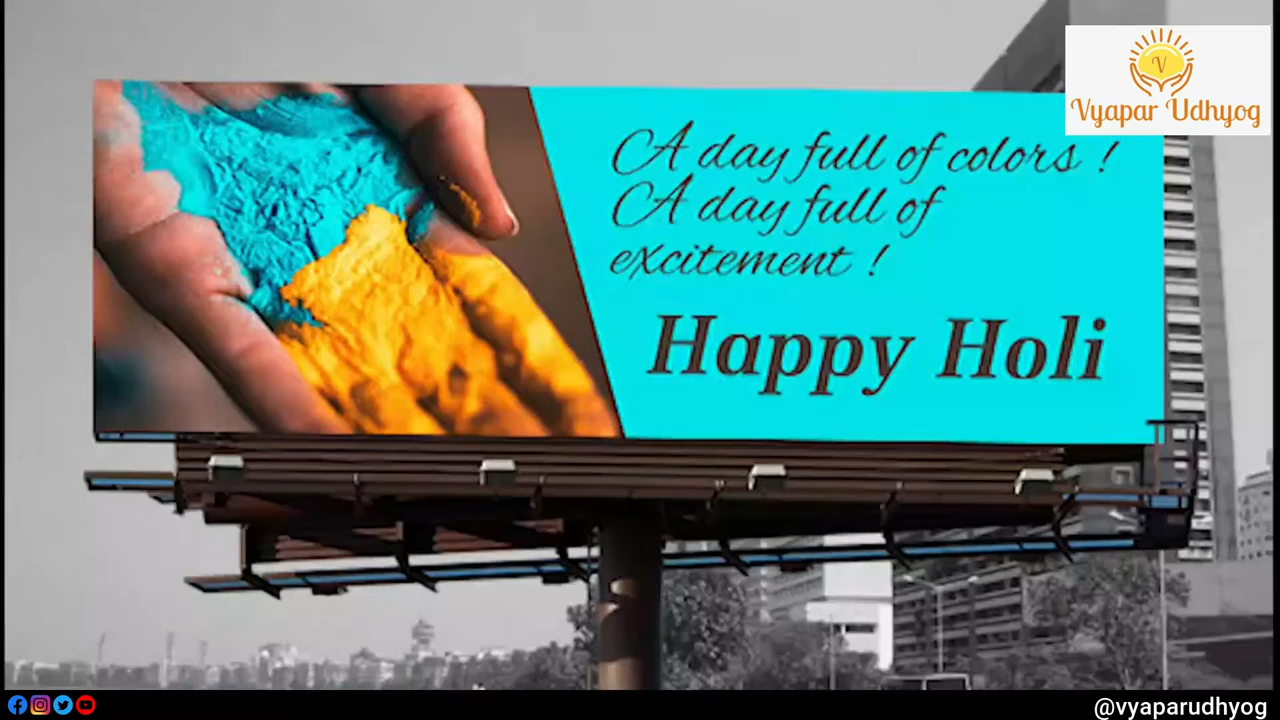 V
Vyapar Udhyog
A day full of colors !
A day full of
excitement !
Happy Holi
@vyaparudhyog